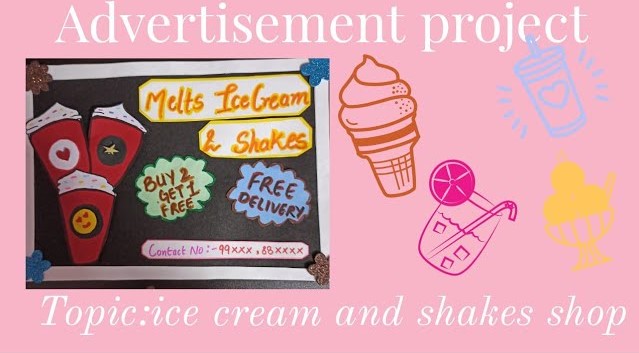 Advertisement project
Melts IceCream
& Shakes
BUY 2
GET 1
FREE
FREE
DELIVERY
Contact No :- 99xxx , 88xxxx
Topic:ice cream and shakes shop